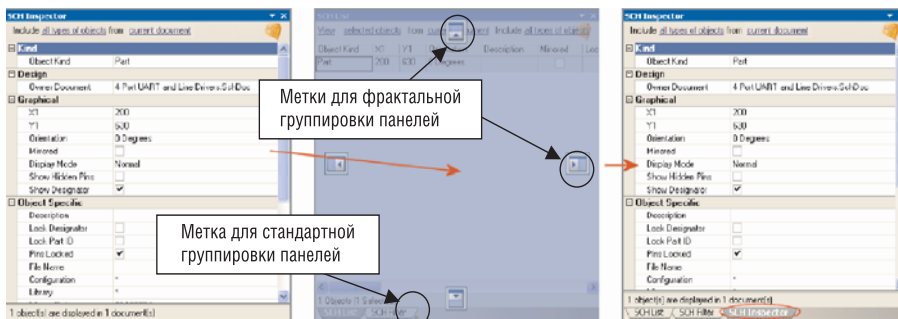 SCH Inspector
Include all types of objects from current document
Kind
Object Kind Part
Design
Owner Document 4 Port UART and Line Drivers.SchDoc
Graphical
X1 200
Y1 630
Orientation 0 Degrees
Mirrored
Display Mode Normal
Show Hidden Pins
Show Designator
Object Specific
Description
Lock Designator
Lock Part ID
Pins Locked
File Name
Configuration *
Library *
1 object(s) are displayed in 1 document(s)
SCH List
View selected objects from Include all types of
Object Kind X1 Y1 Description Mirrored Loc
Part 200 630 Degrees
Метки для фрактальной
группировки панелей
Метка для стандартной
группировки панелей
1 Objects (1
SCH List SCH Filter
SCH Inspector
Include all types of objects from current document
Kind
Object Kind Part
Design
Owner Document 4 Port UART and Line Drivers.SchDoc
Graphical
X1 200
Y1 630
Orientation 0 Degrees
Mirrored
Display Mode Normal
Show Hidden Pins
Show Designator
Object Specific
Description
Lock Designator
Lock Part ID
Pins Locked
File Name
Configuration *
1 object(s) are displayed in 1 document(s)
SCH List SCH Filter SCH Inspector